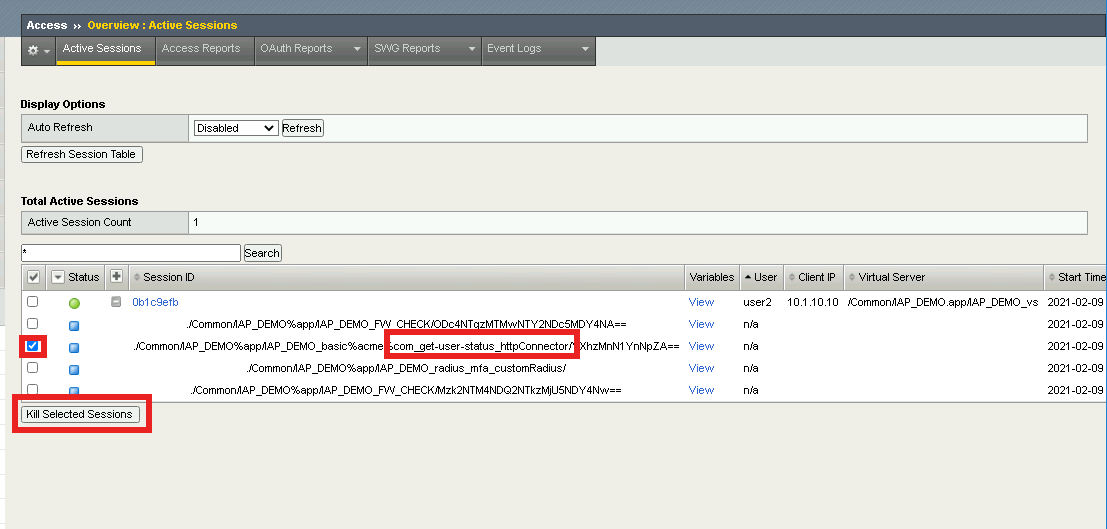 Access » Overview : Active Sessions
Active Sessions Access Reports OAuth Reports SWG Reports Event Logs
Display Options
Auto Refresh Disabled Refresh
Refresh Session Table
Total Active Sessions
Active Session Count 1
* Search
Status Session ID Variables User Client IP Virtual Server Start Time
0b1c9efb View user2 10.1.10.10 /Common/IAP_DEMO.app/IAP_DEMO_vs 2021-02-09
./Common/IAP_DEMO%app/IAP_DEMO_FW_CHECK/ODc4NTgzMTMwNTY2NDc5MDY4NA== View n/a 2021-02-09
./Common/IAP_DEMO%app/IAP_DEMO_basic%acme%com_get-user-status_httpConnector/YXhzMnN1YnNpZA== View n/a 2021-02-09
./Common/IAP_DEMO%app/IAP_DEMO_radius_mfa_customRadius/ View n/a 2021-02-09
./Common/IAP_DEMO%app/IAP_DEMO_FW_CHECK/Mzk2NTM4NDQ2NTkzMjU5NDY4Nw== View n/a 2021-02-09
Kill Selected Sessions